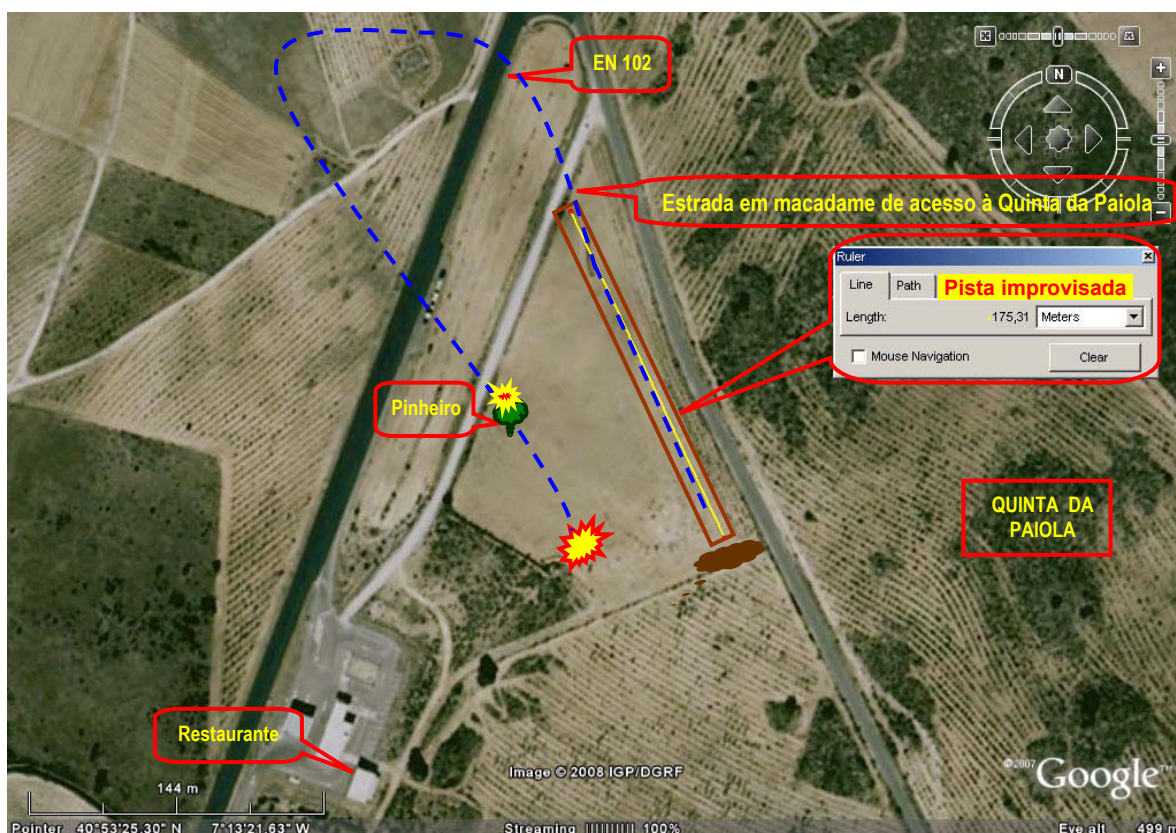 EN 102
N
Estrada em macadame de acesso à Quinta da Paiola
Ruler
Line
Path
Pista improvisada
Length:
175,31
Meters
Mouse Navigation
Clear
Pinheiro
QUINTA DA
PAIOLA
Restaurante
144 m
Image © 2008 IGP/DGRF
©2007 Google™
Pointer 40°53'25.30" N 7°13'21.63" W
Streaming 100%
Eye alt 499